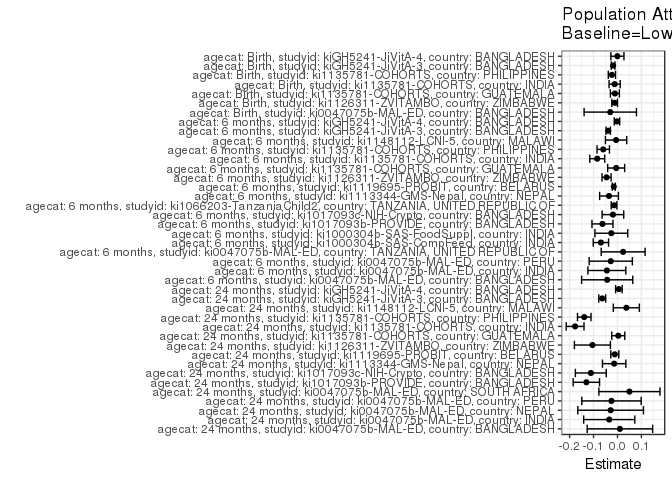 Population Att
Baseline=Low
agecat: Birth, studyid: kiGH5241-JiVitA-4, country: BANGLADESH
agecat: Birth, studyid: kiGH5241-JiVitA-3, country: BANGLADESH
agecat: Birth, studyid: ki1135781-COHORTS, country: PHILIPPINES
agecat: Birth, studyid: ki1135781-COHORTS, country: INDIA
agecat: Birth, studyid: ki1135781-COHORTS, country: GUATEMALA
agecat: Birth, studyid: ki1126311-ZVITAMBO, country: ZIMBABWE
agecat: Birth, studyid: ki0047075b-MAL-ED, country: BANGLADESH
agecat: 6 months, studyid: kiGH5241-JiVitA-4, country: BANGLADESH
agecat: 6 months, studyid: kiGH5241-JiVitA-3, country: BANGLADESH
agecat: 6 months, studyid: ki1148112-LCNI-5, country: MALAWI
agecat: 6 months, studyid: ki1135781-COHORTS, country: PHILIPPINES
agecat: 6 months, studyid: ki1135781-COHORTS, country: INDIA
agecat: 6 months, studyid: ki1135781-COHORTS, country: GUATEMALA
agecat: 6 months, studyid: ki1126311-ZVITAMBO, country: ZIMBABWE
agecat: 6 months, studyid: ki1119695-PROBIT, country: BELARUS
agecat: 6 months, studyid: ki1113344-GMS-Nepal, country: NEPAL
agecat: 6 months, studyid: ki1066203-TanzaniaChild2, country: TANZANIA, UNITED REPUBLIC OF
agecat: 6 months, studyid: ki1017093c-NIH-Crypto, country: BANGLADESH
agecat: 6 months, studyid: ki1017093b-PROVIDE, country: BANGLADESH
agecat: 6 months, studyid: ki1000304b-SAS-FoodSuppl, country: INDIA
agecat: 6 months, studyid: ki1000304b-SAS-CompFeed, country: INDIA
agecat: 6 months, studyid: ki0047075b-MAL-ED, country: TANZANIA, UNITED REPUBLIC OF
agecat: 6 months, studyid: ki0047075b-MAL-ED, country: PERU
agecat: 6 months, studyid: ki0047075b-MAL-ED, country: INDIA
agecat: 6 months, studyid: ki0047075b-MAL-ED, country: BANGLADESH
agecat: 24 months, studyid: kiGH5241-JiVitA-4, country: BANGLADESH
agecat: 24 months, studyid: kiGH5241-JiVitA-3, country: BANGLADESH
agecat: 24 months, studyid: ki1148112-LCNI-5, country: MALAWI
agecat: 24 months, studyid: ki1135781-COHORTS, country: PHILIPPINES
agecat: 24 months, studyid: ki1135781-COHORTS, country: INDIA
agecat: 24 months, studyid: ki1135781-COHORTS, country: GUATEMALA
agecat: 24 months, studyid: ki1126311-ZVITAMBO, country: ZIMBABWE
agecat: 24 months, studyid: ki1119695-PROBIT, country: BELARUS
agecat: 24 months, studyid: ki1113344-GMS-Nepal, country: NEPAL
agecat: 24 months, studyid: ki1017093c-NIH-Crypto, country: BANGLADESH
agecat: 24 months, studyid: ki1017093b-PROVIDE, country: BANGLADESH
agecat: 24 months, studyid: ki0047075b-MAL-ED, country: SOUTH AFRICA
agecat: 24 months, studyid: ki0047075b-MAL-ED, country: PERU
agecat: 24 months, studyid: ki0047075b-MAL-ED, country: NEPAL
agecat: 24 months, studyid: ki0047075b-MAL-ED, country: INDIA
agecat: 24 months, studyid: ki0047075b-MAL-ED, country: BANGLADESH
-0.2 -0.1 0.0 0.1
Estimate